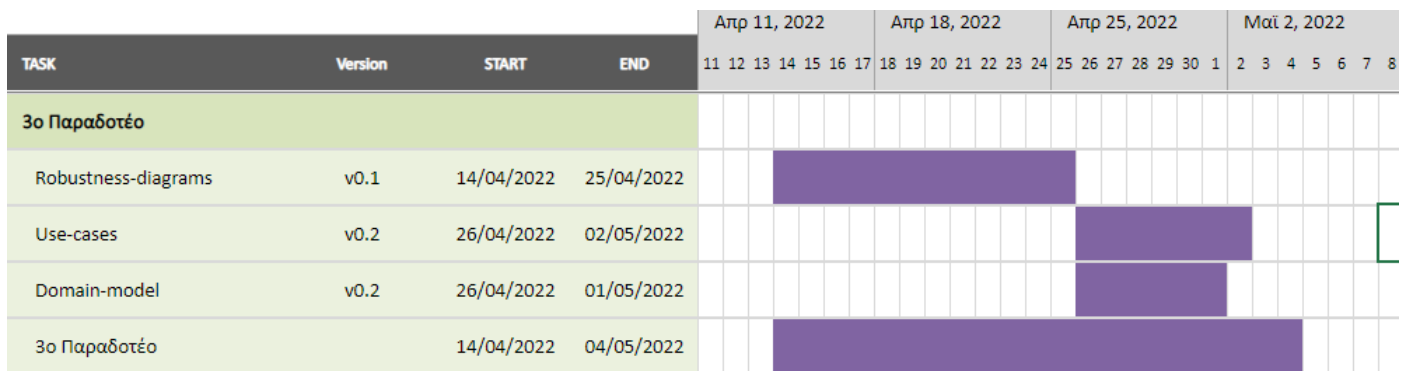 Απρ 11, 2022 Απρ 18, 2022 Απρ 25, 2022 Μαϊ 2, 2022
TASK Version START END 11 12 13 14 15 16 17 18 19 20 21 22 23 24 25 26 27 28 29 30 1 2 3 4 5 6 7 8
3ο Παραδοτέο
Robustness-diagrams v0.1 14/04/2022 25/04/2022
Use-cases v0.2 26/04/2022 02/05/2022
Domain-model v0.2 26/04/2022 01/05/2022
3ο Παραδοτέο 14/04/2022 04/05/2022